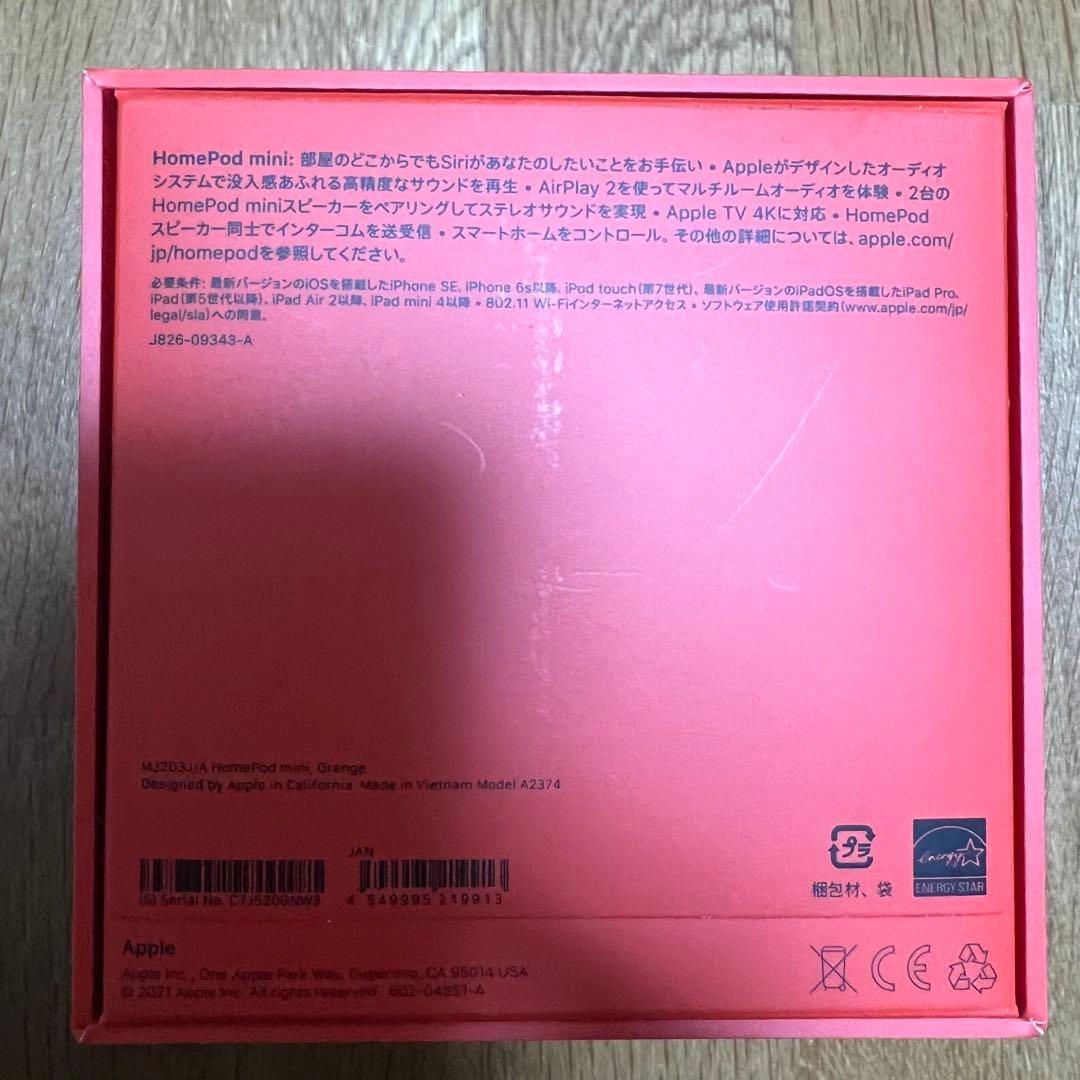 HomePod mini: 部屋のどこからでもSiriがあなたのしたいことをお手伝い • Appleがデザインしたオーディオ
システムで没入感あふれる高精度なサウンドを再生 • AirPlay 2を使ってマルチルームオーディオを体験 • 2台の
HomePod miniスピーカーをペアリングしてステレオサウンドを実現 • Apple TV 4Kに対応 • HomePod
スピーカー同士でインターコムを送受信 • スマートホームをコントロール。その他の詳細については、apple.com/
jp/homepodを参照してください。
必要条件: 最新バージョンのiOSを搭載したiPhone SE、iPhone 6s以降、iPod touch(第7世代)、最新バージョンのiPadOSを搭載したiPad Pro、
iPad(第5世代以降)、iPad Air 2以降、iPad mini 4以降 • 802.11 Wi-Fiインターネットアクセス • ソフトウェア使用許諾契約(www.apple.com/jp/
legal/sla)への同意。
J826-09343-A
MJ2D3J/A HomePod mini, Orange
Designed by Apple in California Made in Vietnam Model A2374
JAN
(S) Serial No.
4 549995 249913
プラ
梱包材、袋
energy
ENERGY STAR
Apple
Apple Inc., One Apple Park Way, Cupertino, CA 95014 USA
© 2021 Apple Inc. All rights reserved. 602-04951-A
CE